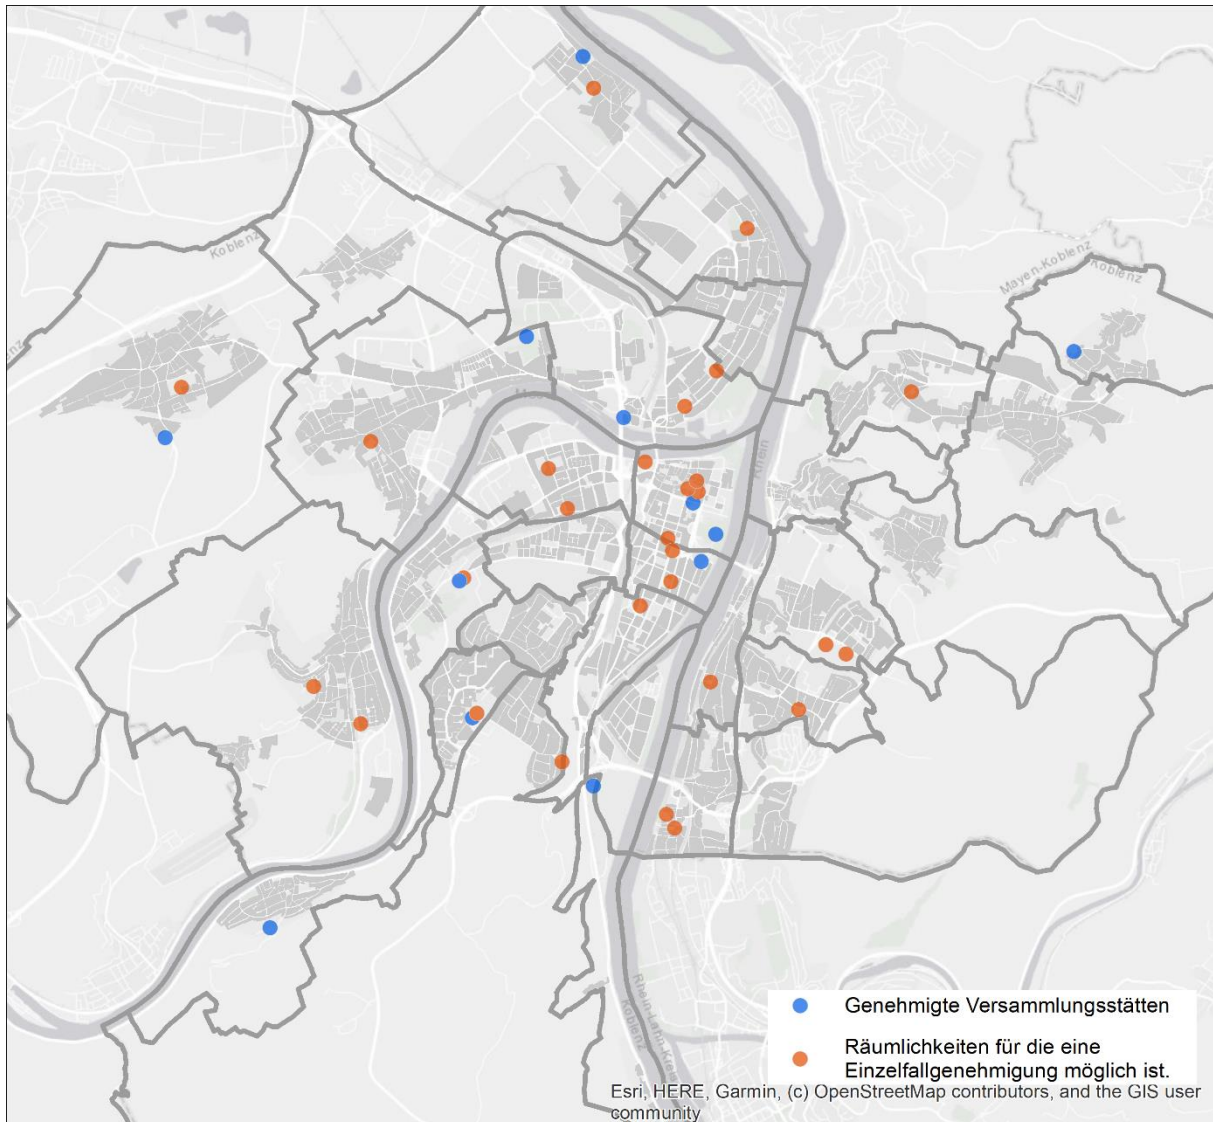 Koblenz
Mayen-Koblenz
Koblenz
Rhein
Rhein-Lahn-Kreis
Koblenz
Genehmigte Versammlungsstätten
Räumlichkeiten für die eine
Einzelfallgenehmigung möglich ist.
Esri, HERE, Garmin, (c) OpenStreetMap contributors, and the GIS user
community